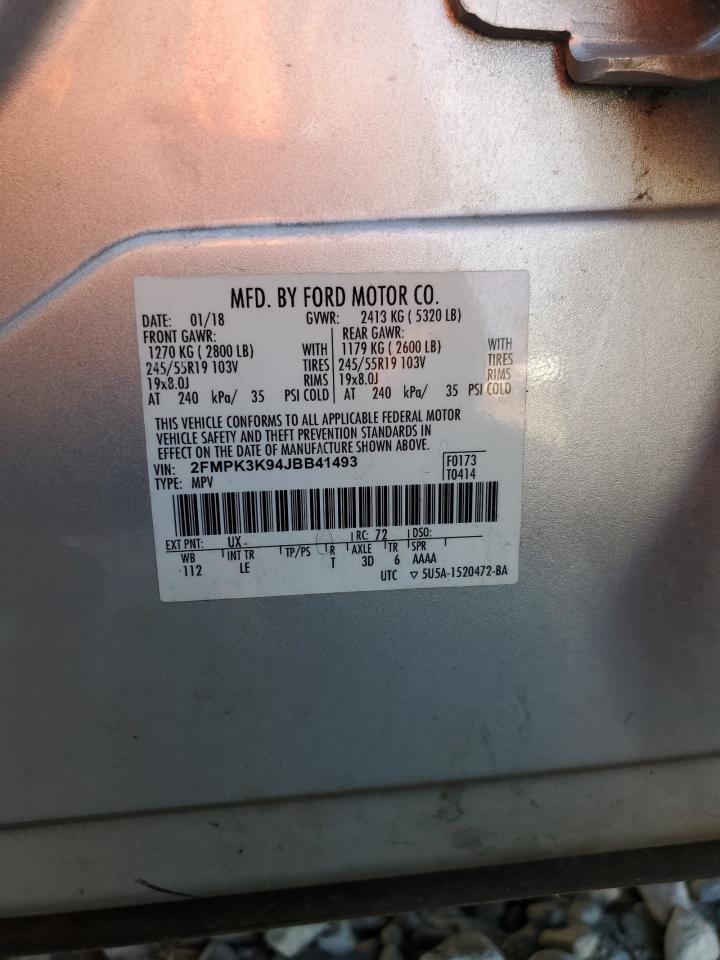 MFD. BY FORD MOTOR CO.
DATE: 01/18 GVWR: 2413 KG ( 5320 LB)
FRONT GAWR: REAR GAWR:
1270 KG ( 2800 LB) WITH 1179 KG ( 2600 LB) WITH
245/55R19 103V TIRES 245/55R19 103V TIRES
19x8.0J RIMS 19x8.0J RIMS
AT 240 kPa/ 35 PSI COLD AT 240 kPa/ 35 PSI COLD
THIS VEHICLE CONFORMS TO ALL APPLICABLE FEDERAL MOTOR
VEHICLE SAFETY AND THEFT PREVENTION STANDARDS IN
EFFECT ON THE DATE OF MANUFACTURE SHOWN ABOVE.
VIN: 2FMPK3K94JBB41493 F0173
TYPE: MPV T0414
EXT PNT: UX RC: 72 DSO:
WB INT TR TP/PS R AXLE TR SPR
112 LE T 3D 6 AAAA
UTC ▽ 5U5A-1520472-BA